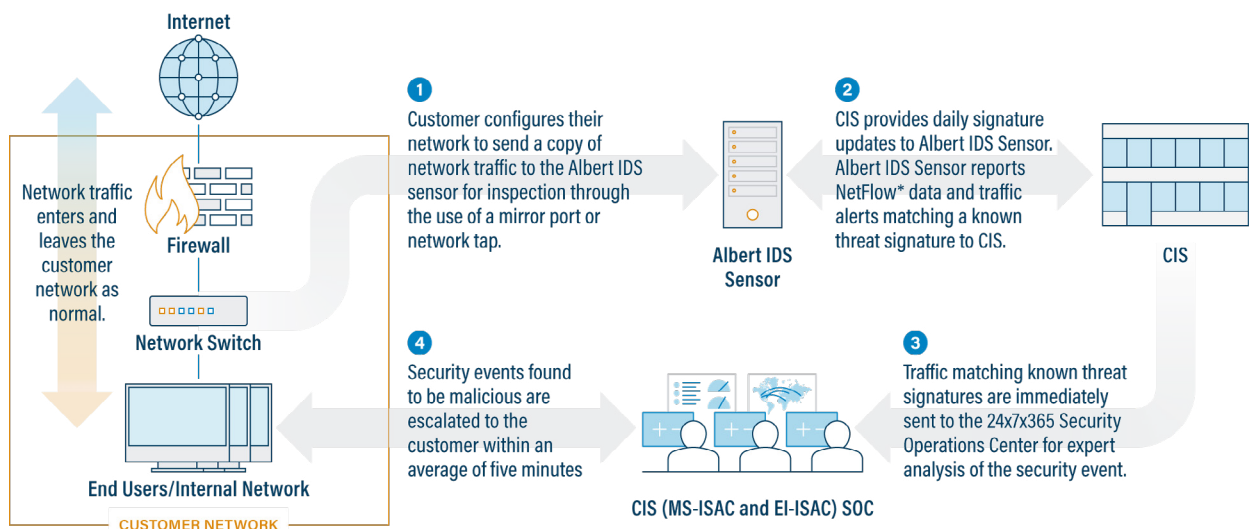 Internet
Network traffic
enters and
leaves the
customer
network as
normal.
Firewall
Network Switch
End Users/Internal Network
CUSTOMER NETWORK
1
Customer configures their
network to send a copy of
network traffic to the Albert IDS
sensor for inspection through
the use of a mirror port or
network tap.
Albert IDS
Sensor
2
CIS provides daily signature
updates to Albert IDS Sensor.
Albert IDS Sensor reports
NetFlow* data and traffic
alerts matching a known
threat signature to CIS.
CIS
3
Traffic matching known threat
signatures are immediately
sent to the 24x7x365 Security
Operations Center for expert
analysis of the security event.
CIS (MS-ISAC and EI-ISAC) SOC
4
Security events found
to be malicious are
escalated to the
customer within an
average of five minutes